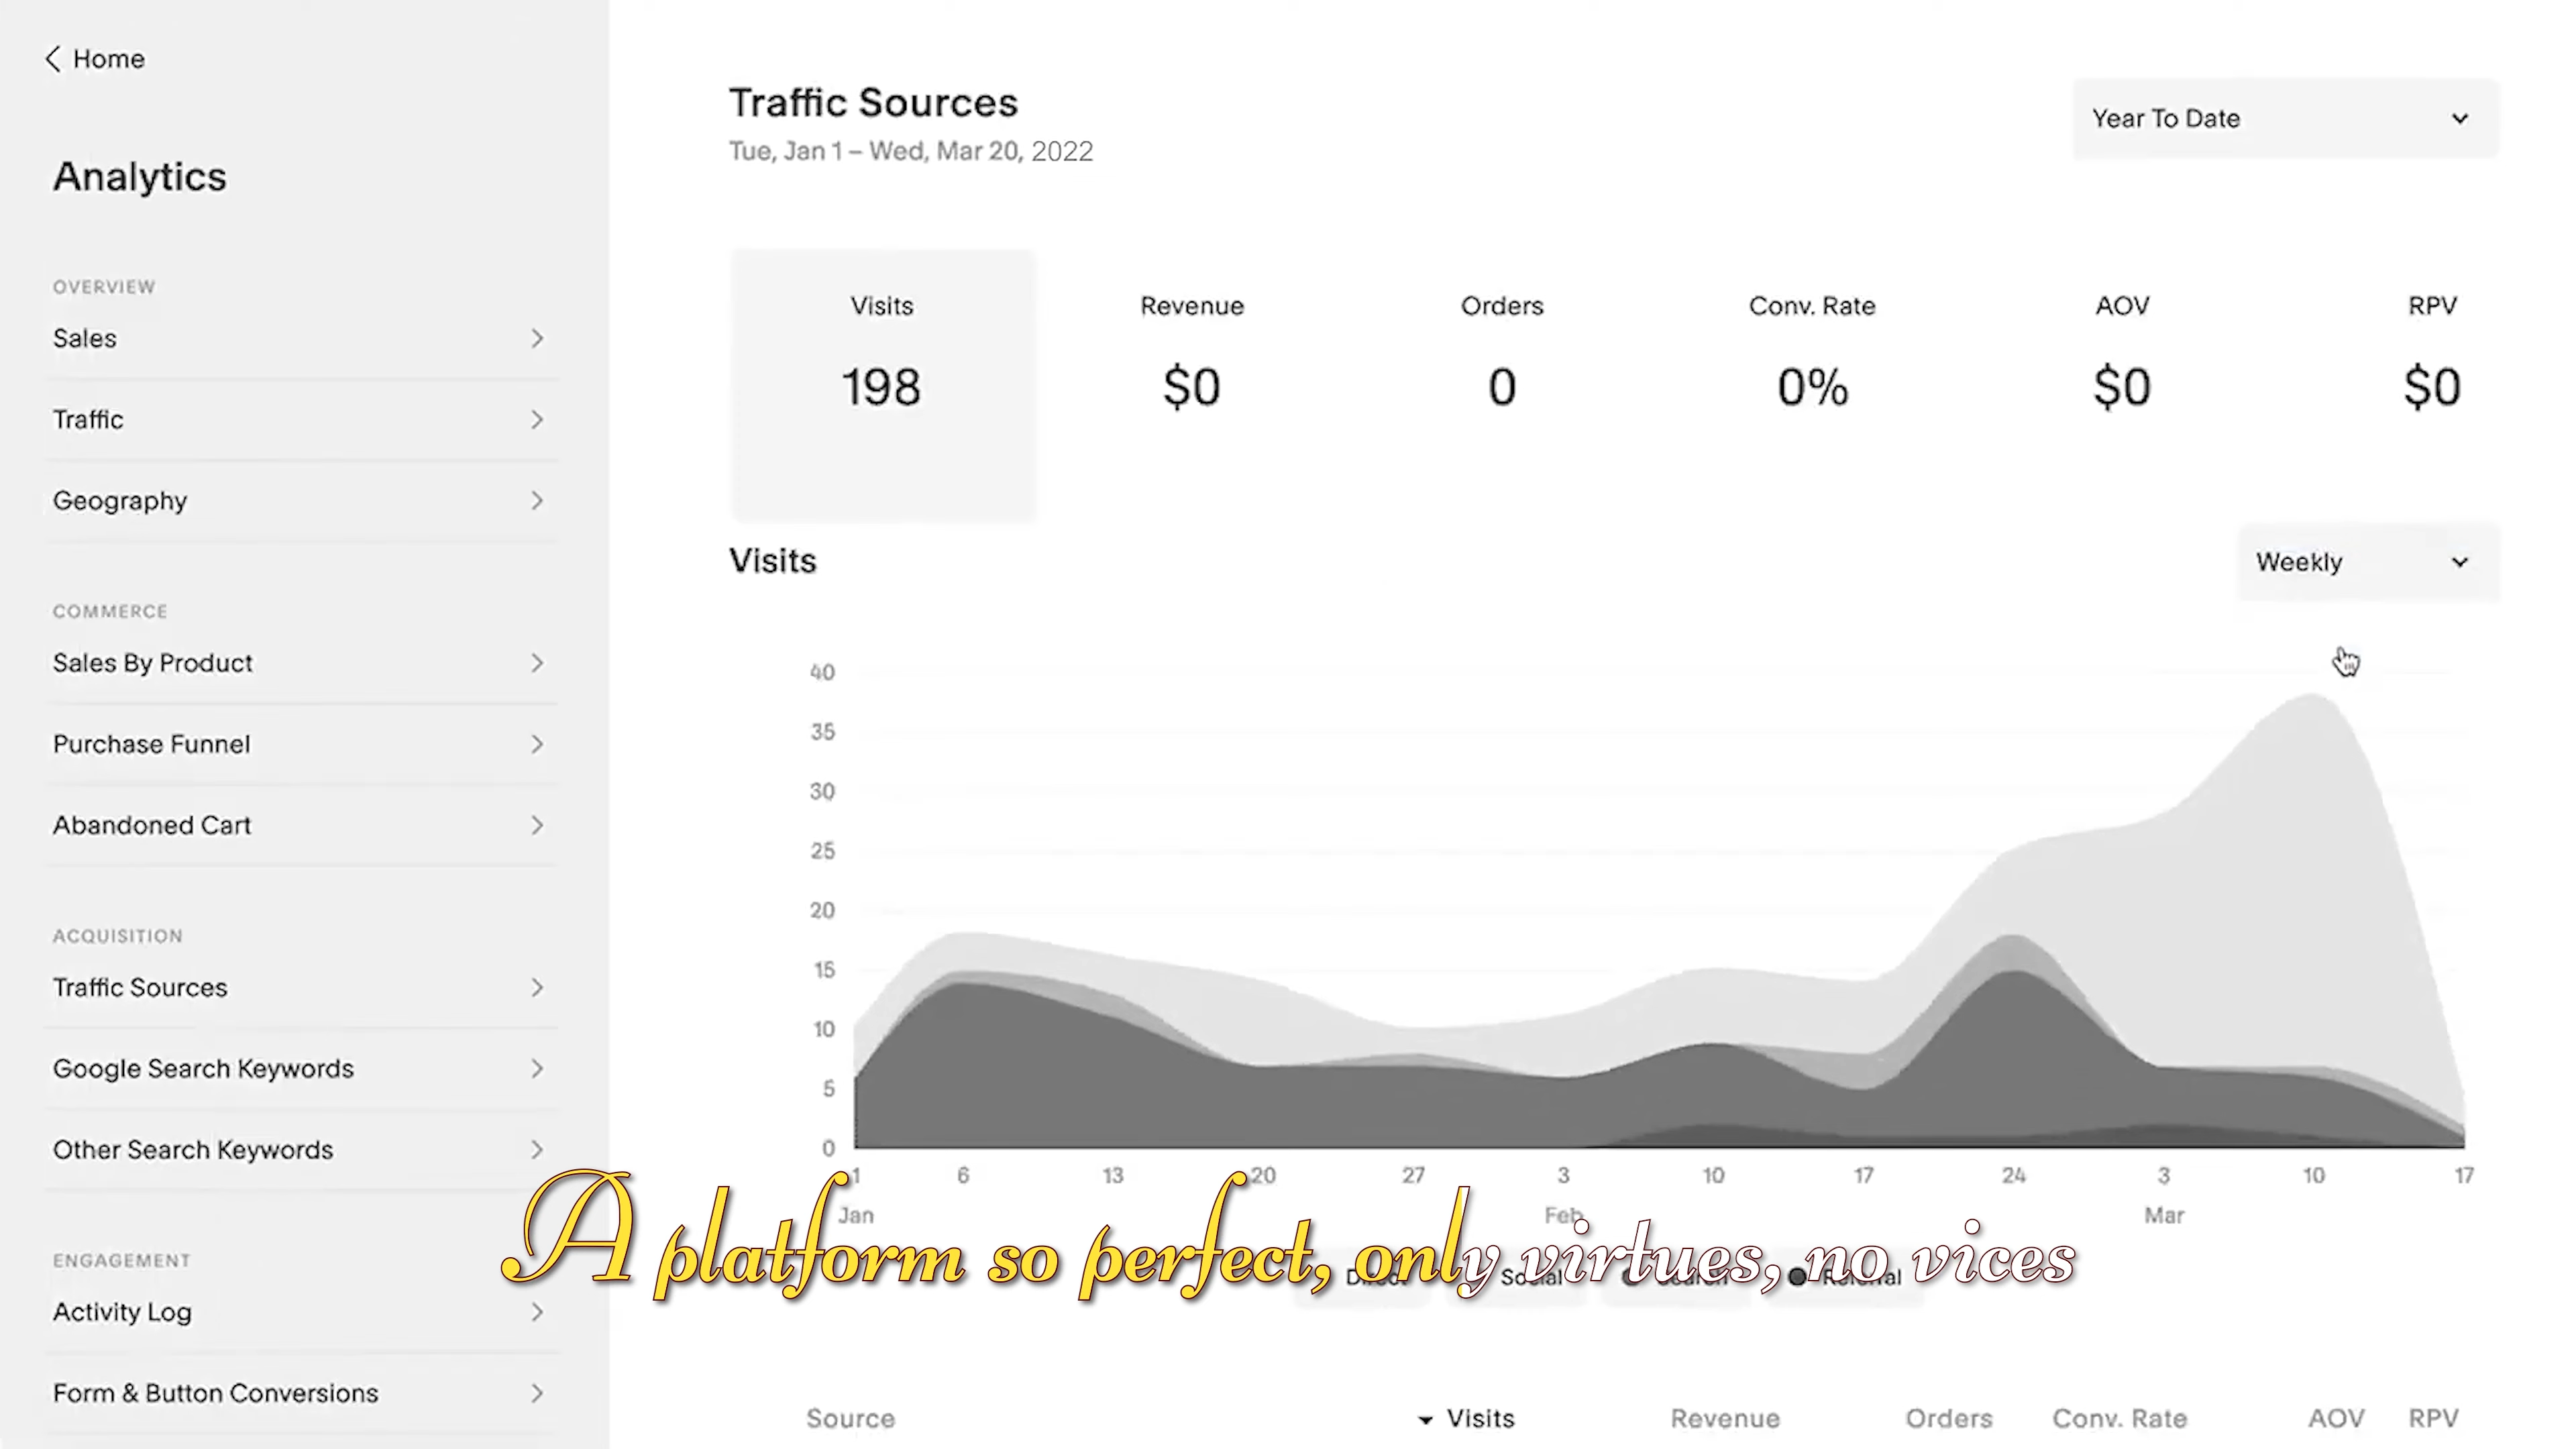 Home
Analytics
OVERVIEW
Sales
Traffic
Geography
COMMERCE
Sales By Product
Purchase Funnel
Abandoned Cart
ACQUISITION
Traffic Sources
Google Search Keywords
Other Search Keywords
ENGAGEMENT
Activity Log
Form & Button Conversions
Traffic Sources
Tue, Jan 1 – Wed, Mar 20, 2022
Year To Date
Visits Revenue Orders Conv. Rate AOV RPV
198 $0 0 0% $0 $0
Visits
Weekly
40
35
30
25
20
15
10
5
0
1 6 13 20 27 3 10 17 24 3 10 17
Jan Feb Mar
A platform so perfect, only virtues, no vices
Direct Social Search Referral
Source Visits Revenue Orders Conv. Rate AOV RPV